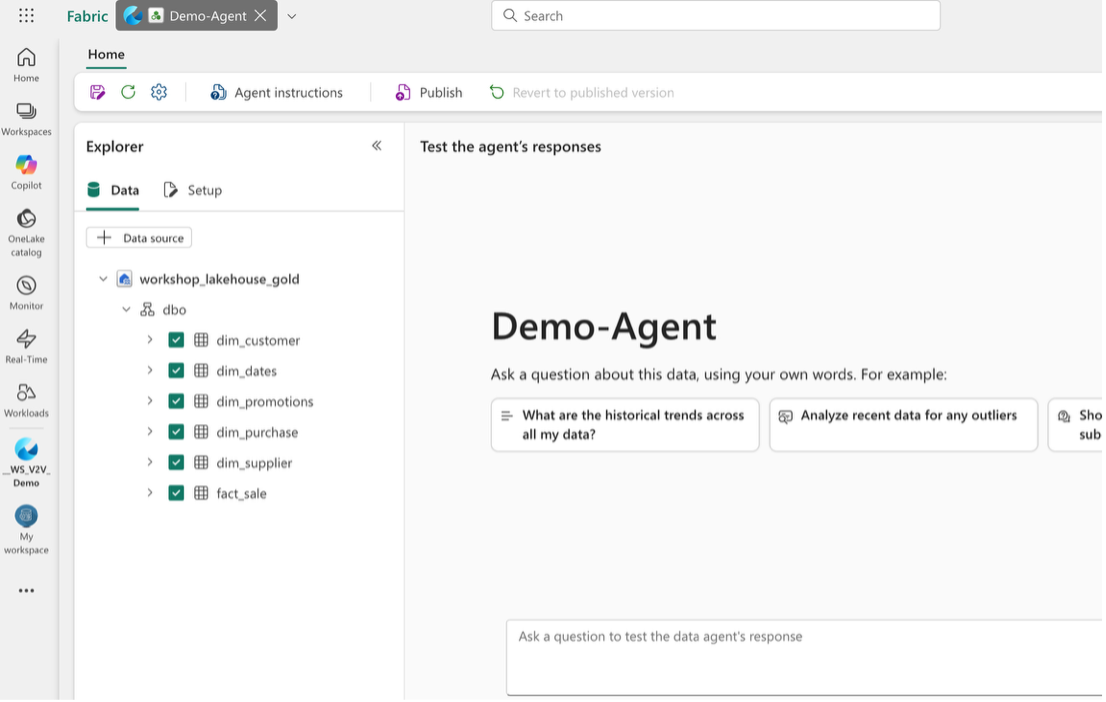 Fabric
Demo-Agent
Search
Home
Home
Workspaces
Copilot
OneLake
catalog
Monitor
Real-Time
Workloads
__WS_V2V_
Demo
My
workspace
Agent instructions
Publish
Revert to published version
Explorer
Data
Setup
Data source
workshop_lakehouse_gold
dbo
dim_customer
dim_dates
dim_promotions
dim_purchase
dim_supplier
fact_sale
Test the agent's responses
Demo-Agent
Ask a question about this data, using your own words. For example:
What are the historical trends across
all my data?
Analyze recent data for any outliers
Sho
sub
Ask a question to test the data agent's response